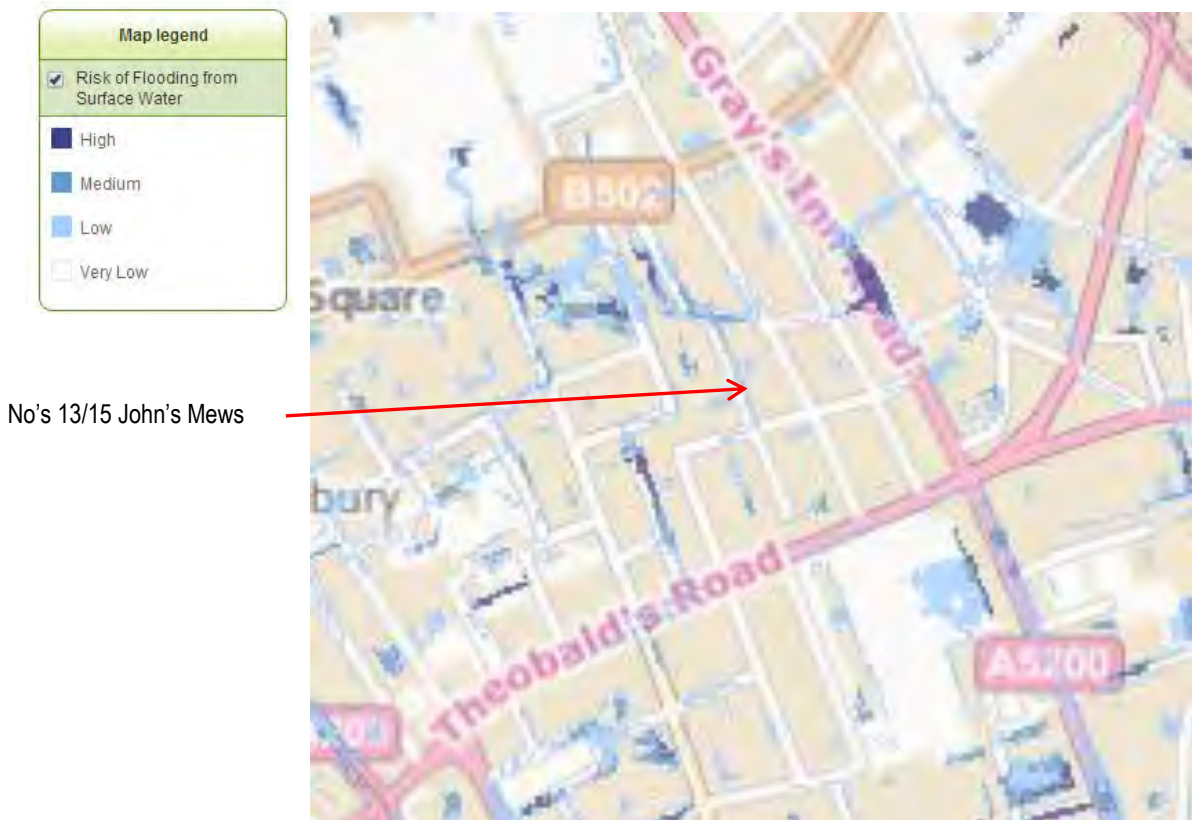 Map legend
Risk of Flooding from
Surface Water
High
Medium
Low
Very Low
No's 13/15 John's Mews
Gray's Inn
B502
Square
bury
Theobald's Road
A5200